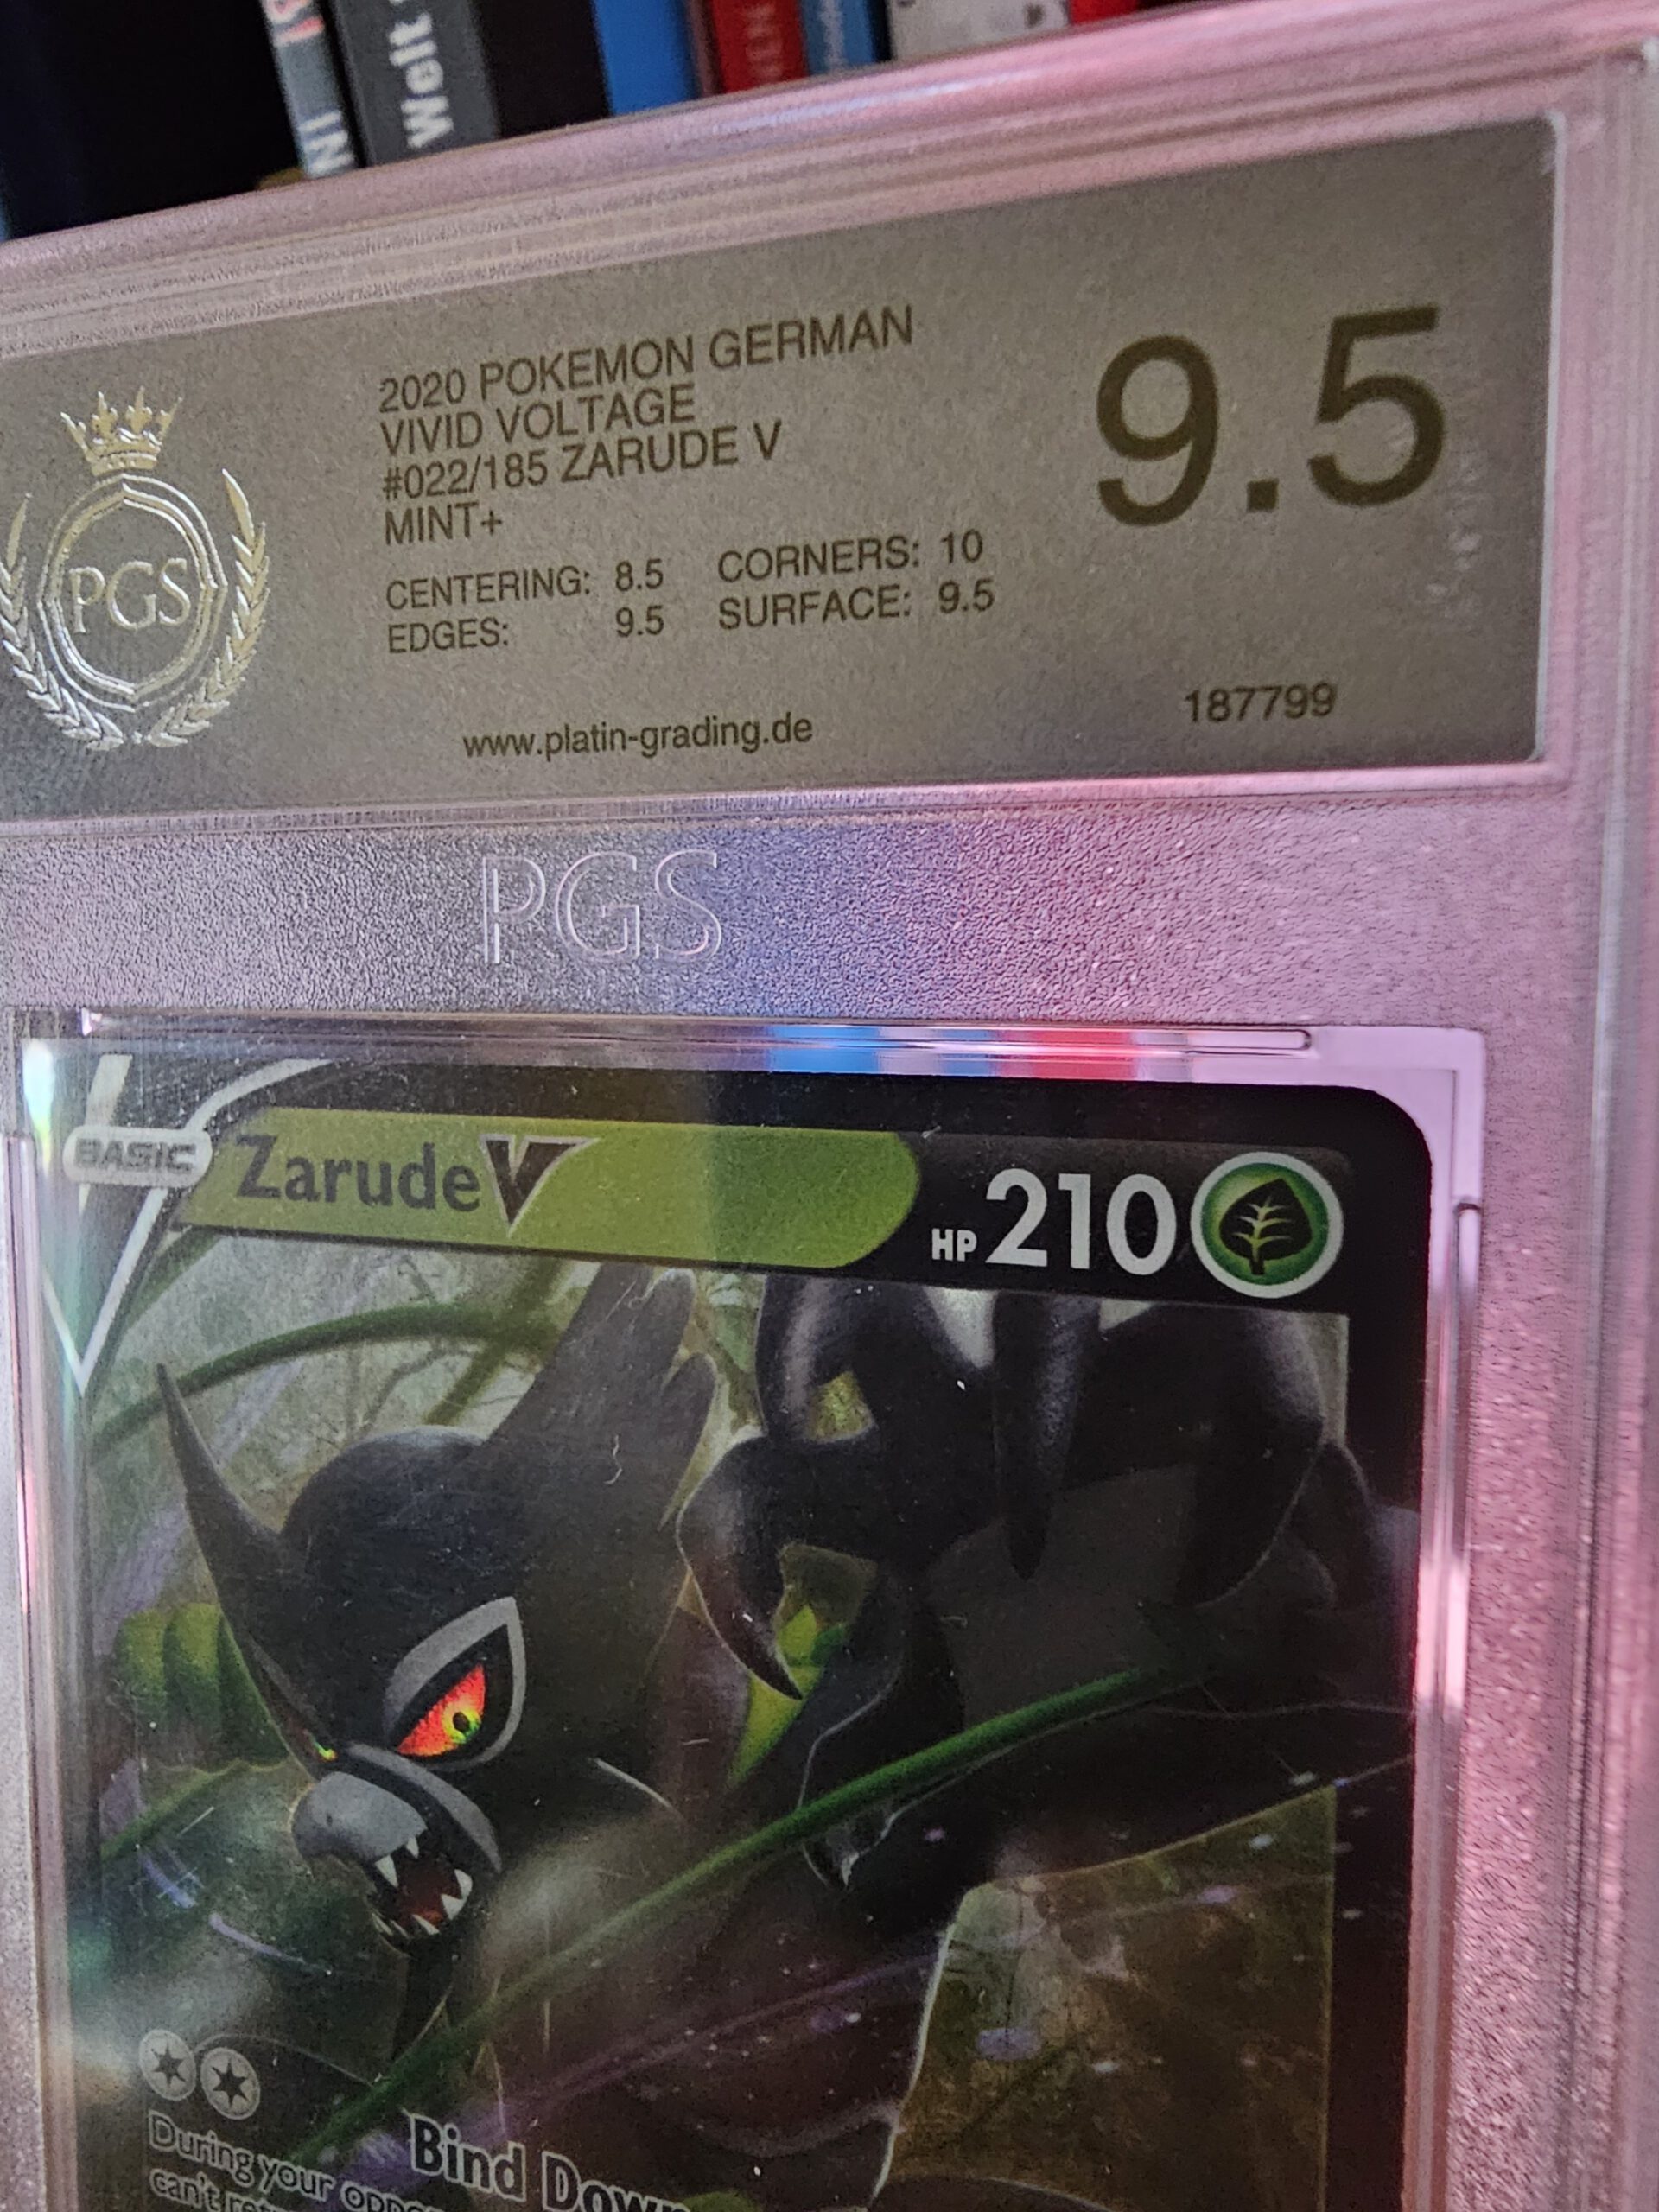 Welt
2020 POKEMON GERMAN
VIVID VOLTAGE
#022/185 ZARUDE V
MINT+
CENTERING: 8.5 CORNERS: 10
EDGES: 9.5 SURFACE: 9.5
9.5
PGS
www.platin-grading.de
187799
PGS
BASIC
Zarude V
HP 210
Bind Down
During your
can't